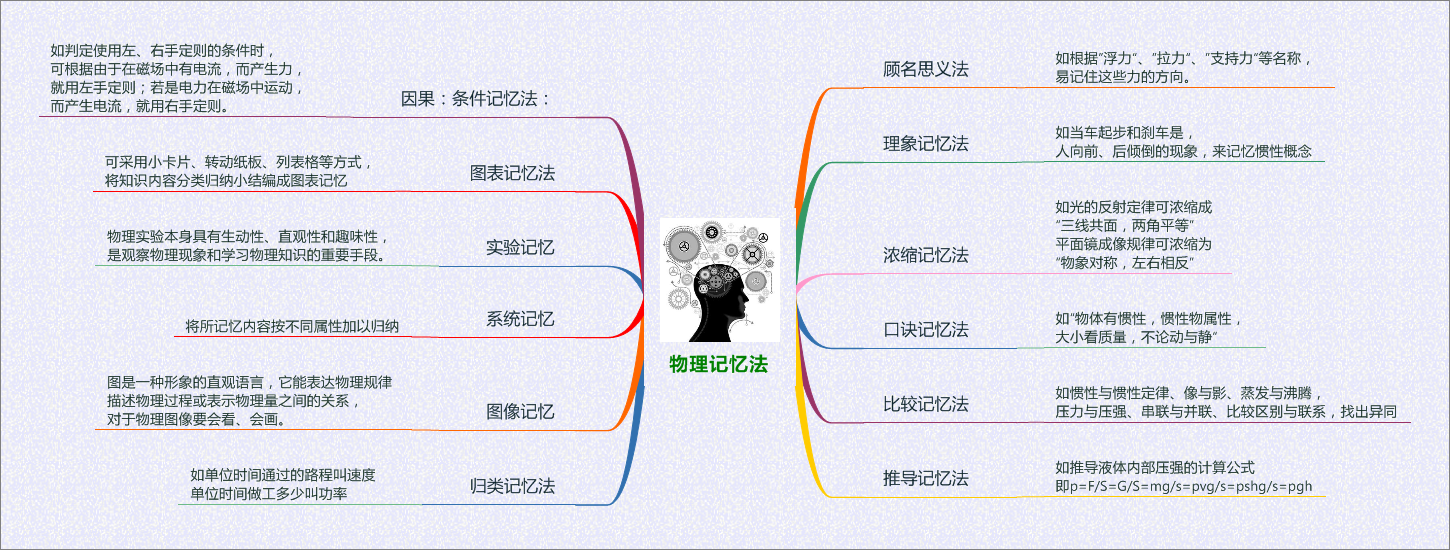 物理记忆法
顾名思义法
如根据"浮力"、"拉力"、"支持力"等名称，
易记住这些力的方向。
理象记忆法
如当车起步和刹车是，
人向前、后倾倒的现象，来记忆惯性概念
浓缩记忆法
如光的反射定律可浓缩成
"三线共面，两角平等"
平面镜成像规律可浓缩为
"物象对称，左右相反"
口诀记忆法
如"物体有惯性，惯性物属性，
大小看质量，不论动与静"
比较记忆法
如惯性与惯性定律、像与影、蒸发与沸腾，
压力与压强、串联与并联、比较区别与联系，找出异同
推导记忆法
如推导液体内部压强的计算公式
即p=F/S=G/S=mg/s=pvg/s=pshg/s=pgh
因果：条件记忆法：
如判定使用左、右手定则的条件时，
可根据由于在磁场中有电流，而产生力，
就用左手定则；若是电力在磁场中运动，
而产生电流，就用右手定则。
图表记忆法
可采用小卡片、转动纸板、列表格等方式，
将知识内容分类归纳小结编成图表记忆
实验记忆
物理实验本身具有生动性、直观性和趣味性，
是观察物理现象和学习物理知识的重要手段。
系统记忆
将所记忆内容按不同属性加以归纳
图像记忆
图是一种形象的直观语言，它能表达物理规律
描述物理过程或表示物理量之间的关系，
对于物理图像要会看、会画。
归类记忆法
如单位时间通过的路程叫速度
单位时间做工多少叫功率